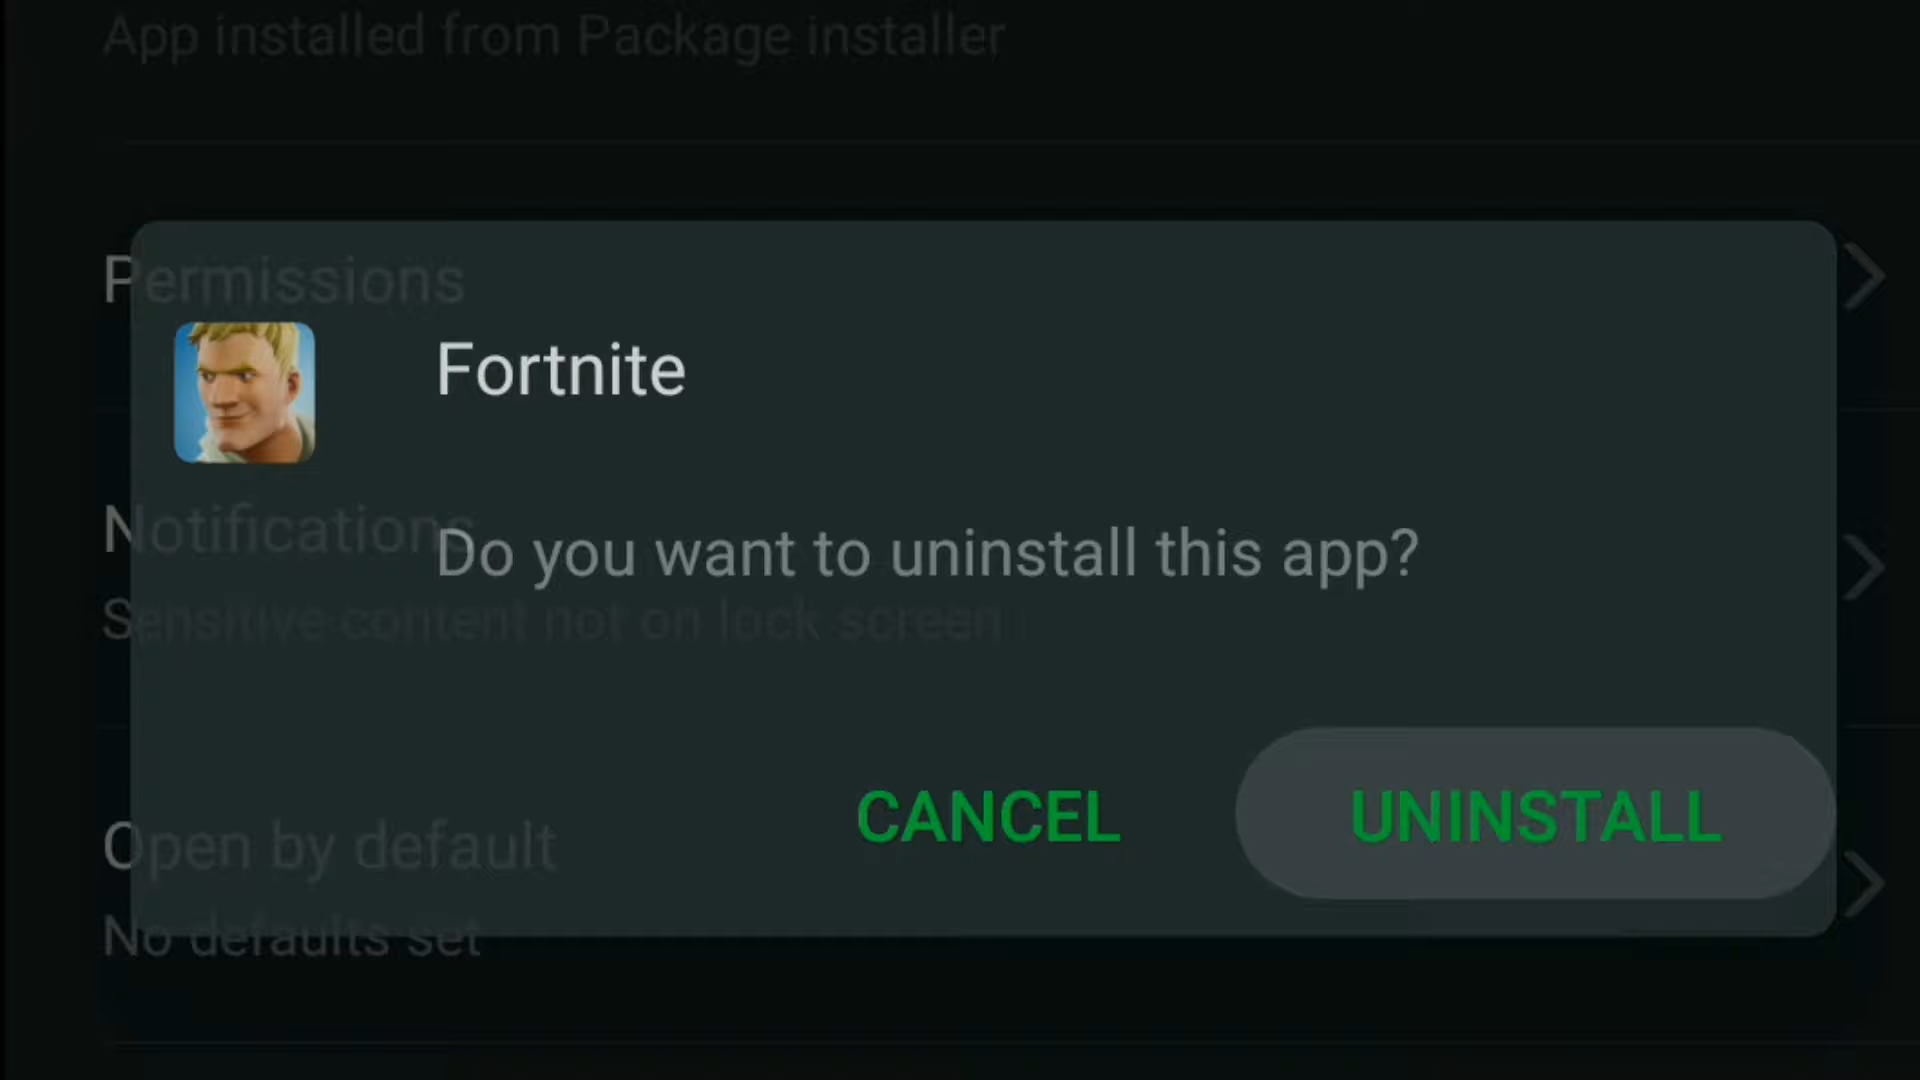 App installed from Package installer
Permissions
Fortnite
Notifications
Do you want to uninstall this app?
Sensitive content not on lock screen
CANCEL
UNINSTALL
Open by default
No defaults set